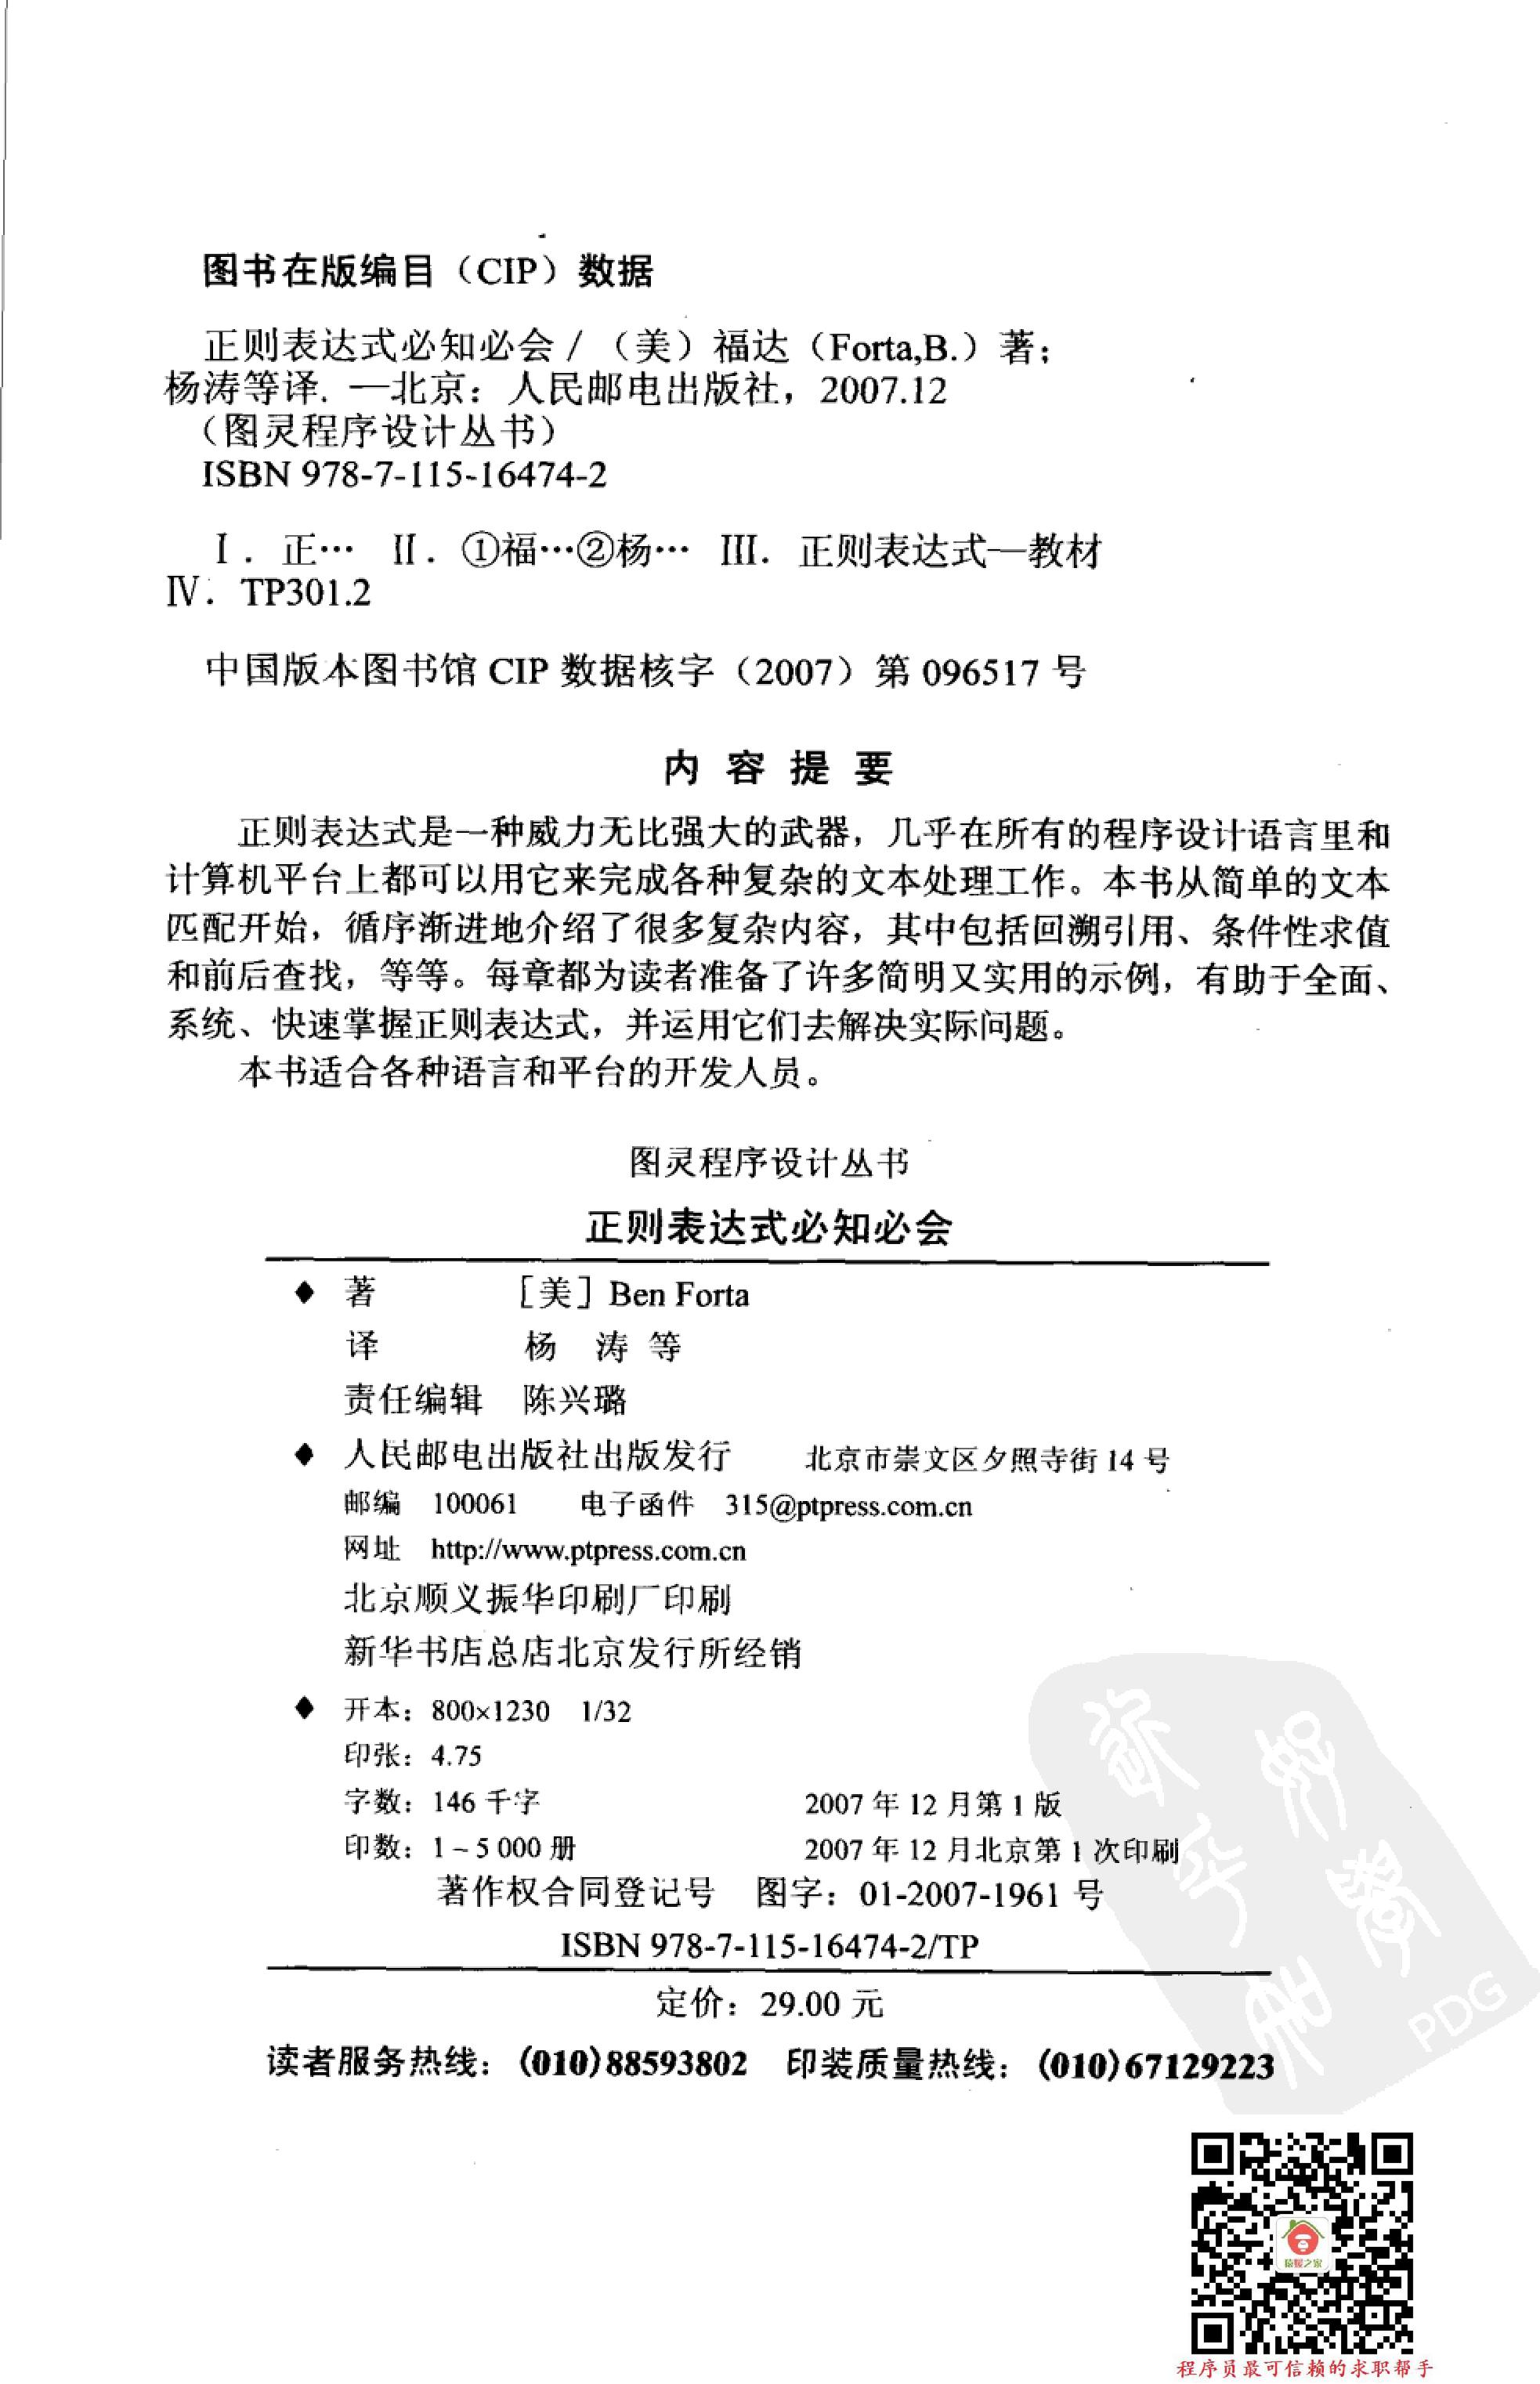 图书在版编目（CIP）数据
正则表达式必知必会 / （美）福达（Forta,B.）著；
杨涛等译. —北京：人民邮电出版社，2007.12
（图灵程序设计丛书）
ISBN 978-7-115-16474-2
Ⅰ. 正… Ⅱ. ①福…②杨… Ⅲ. 正则表达式—教材
Ⅳ. TP301.2
中国版本图书馆 CIP 数据核字（2007）第 096517 号
内 容 提 要
正则表达式是一种威力无比强大的武器，几乎在所有的程序设计语言里和
计算机平台上都可以用它来完成各种复杂的文本处理工作。本书从简单的文本
匹配开始，循序渐进地介绍了很多复杂内容，其中包括回溯引用、条件性求值
和前后查找，等等。每章都为读者准备了许多简明又实用的示例，有助于全面、
系统、快速掌握正则表达式，并运用它们去解决实际问题。
本书适合各种语言和平台的开发人员。
图灵程序设计丛书
正则表达式必知必会
♦ 著 ［美］Ben Forta
译 杨 涛 等
责任编辑 陈兴璐
♦ 人民邮电出版社出版发行 北京市崇文区夕照寺街 14 号
邮编 100061 电子函件 315@ptpress.com.cn
网址 http://www.ptpress.com.cn
北京顺义振华印刷厂印刷
新华书店总店北京发行所经销
♦ 开本：800×1230 1/32
印张：4.75
字数：146 千字 2007 年 12 月第 1 版
印数：1 – 5 000 册 2007 年 12 月北京第 1 次印刷
著作权合同登记号 图字：01-2007-1961 号
ISBN 978-7-115-16474-2/TP
定价：29.00 元
读者服务热线：(010)88593802 印装质量热线：(010)67129223
PDG
猿媛之家
程序员最可信赖的求职帮手